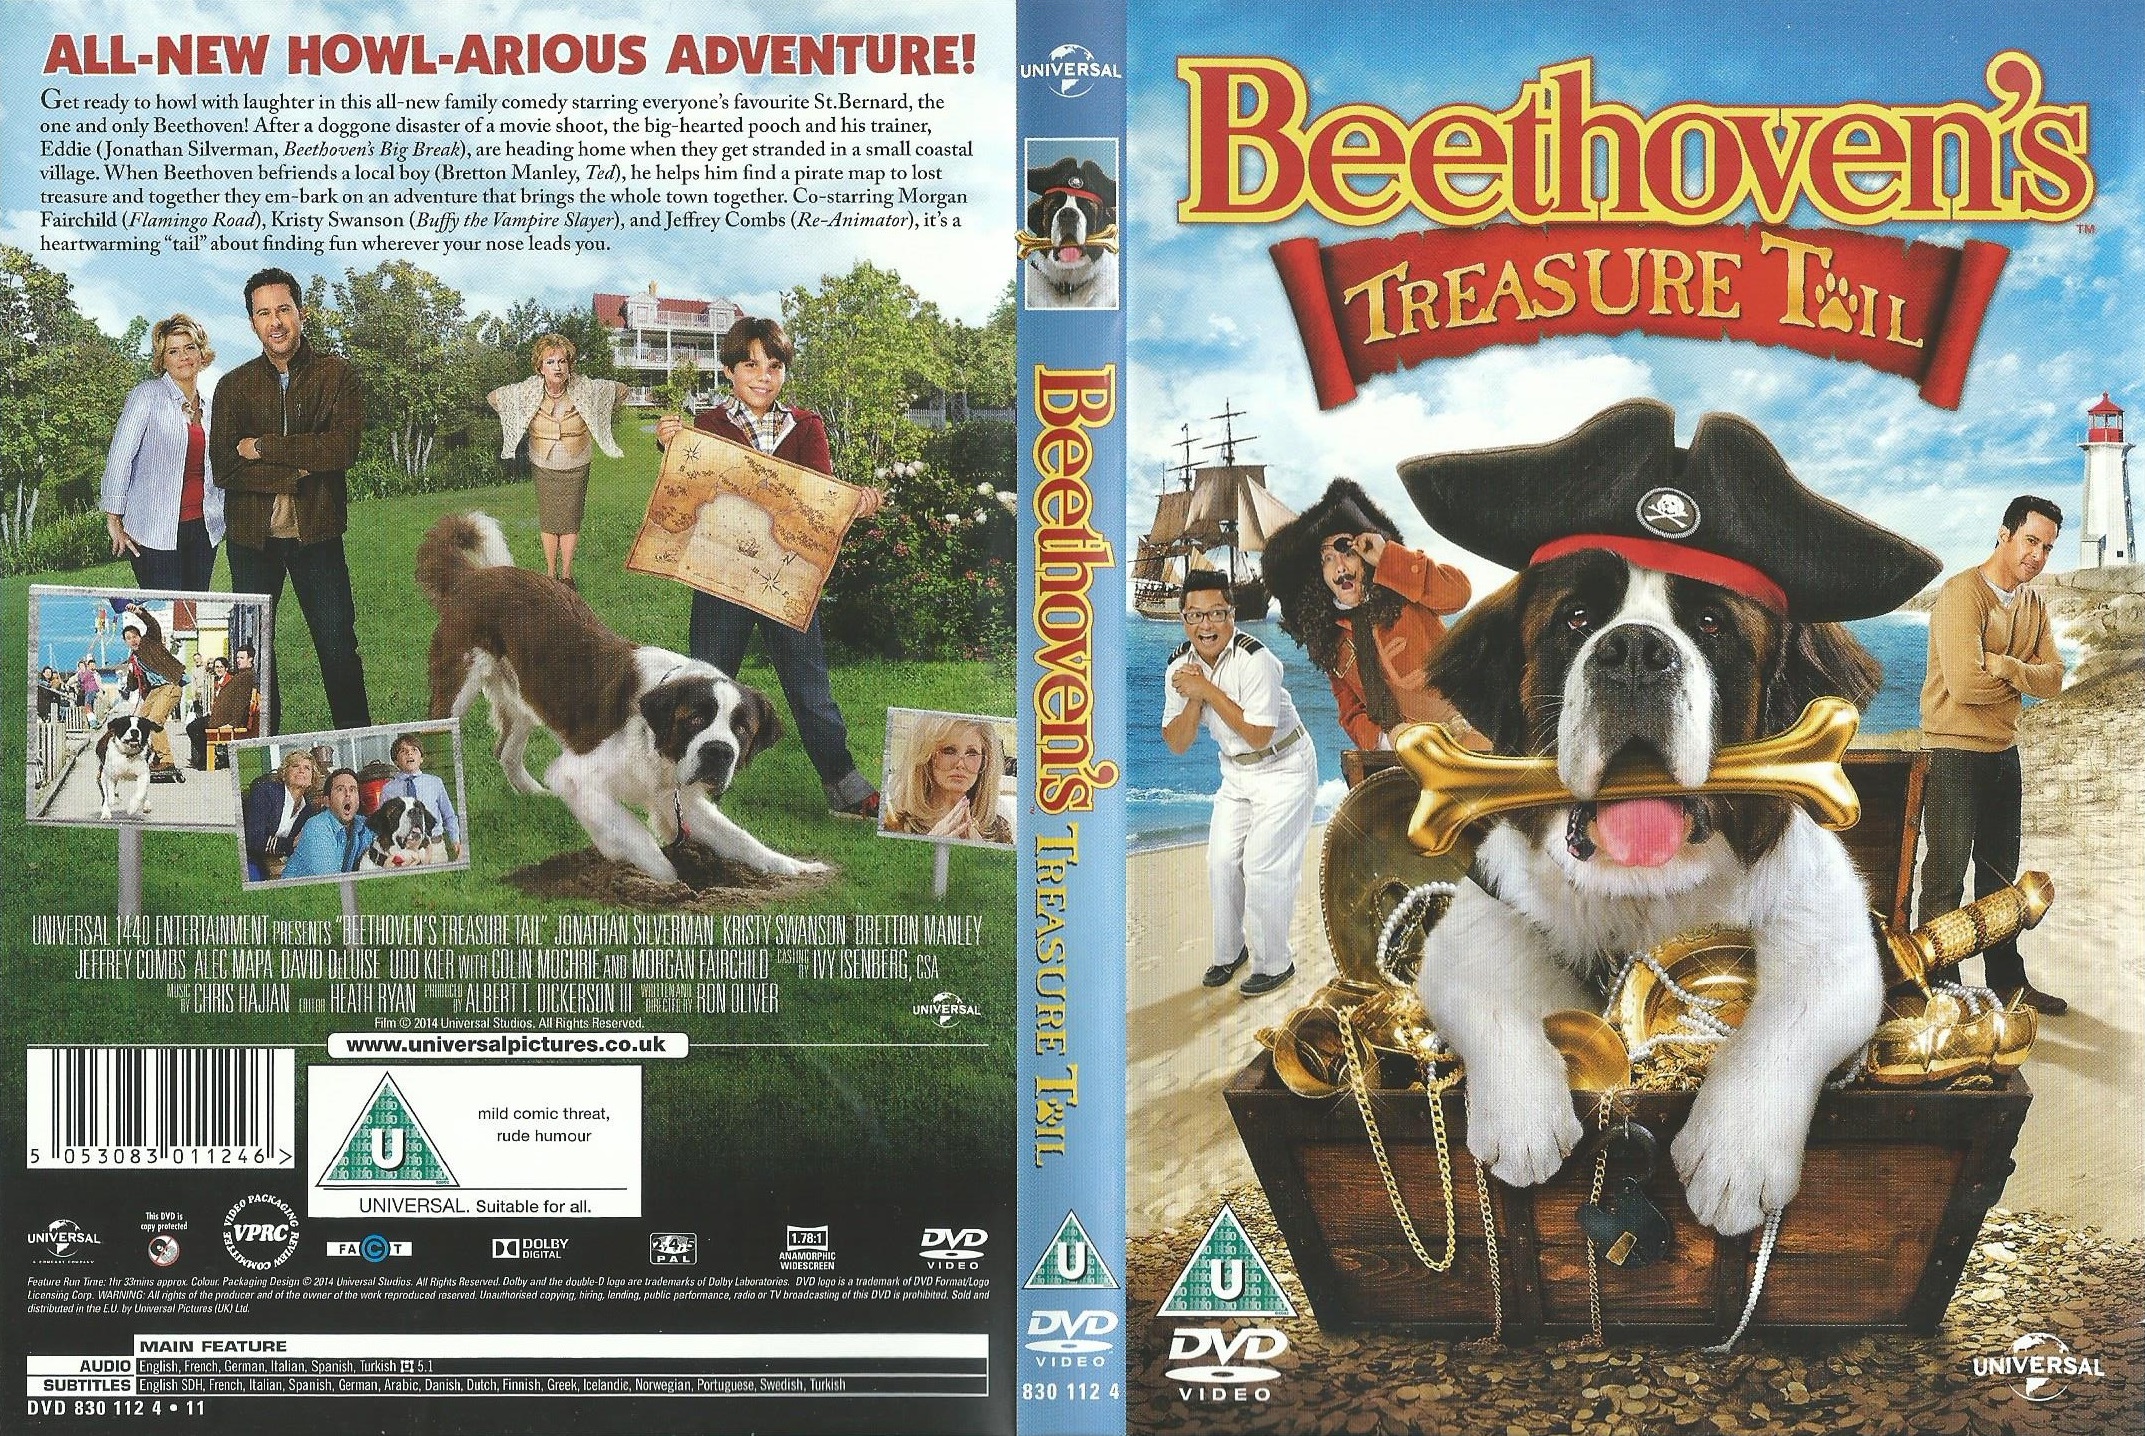 ALL-NEW HOWL-ARIOUS ADVENTURE!
Get ready to howl with laughter in this all-new family comedy starring everyone's favourite St.Bernard, the
one and only Beethoven! After a doggone disaster of a movie shoot, the big-hearted pooch and his trainer,
Eddie (Jonathan Silverman, Beethoven's Big Break), are heading home when they get stranded in a small coastal
village. When Beethoven befriends a local boy (Bretton Manley, Ted), he helps him find a pirate map to lost
treasure and together they em-bark on an adventure that brings the whole town together. Co-starring Morgan
Fairchild (Flamingo Road), Kristy Swanson (Buffy the Vampire Slayer), and Jeffrey Combs (Re-Animator), it's a
heartwarming "tail" about finding fun wherever your nose leads you.
UNIVERSAL 1440 ENTERTAINMENT PRESENTS "BEETHOVEN'S TREASURE TAIL" JONATHAN SILVERMAN KRISTY SWANSON BRETTON MANLEY
JEFFREY COMBS ALEC MAPA DAVID DeLUISE UDO KIER WITH COLIN MOCHRIE AND MORGAN FAIRCHILD CASTING BY IVY ISENBERG, CSA
MUSIC BY CHRIS HAJIAN EDITOR HEATH RYAN PRODUCED BY ALBERT T. DICKERSON III WRITTEN AND DIRECTED BY RON OLIVER
UNIVERSAL
Film © 2014 Universal Studios. All Rights Reserved.
www.universalpictures.co.uk
5 053083 011246 >
U
mild comic threat,
rude humour
UNIVERSAL. Suitable for all.
UNIVERSAL
A COMCAST COMPANY
This DVD is
copy protected
VIDEO PACKAGING REVIEW COMMITTEE
VPRC
FACT
DOLBY
DIGITAL
2,4,5
PAL
1.78:1
ANAMORPHIC
WIDESCREEN
DVD
VIDEO
Feature Run Time: 1hr 33mins approx. Colour. Packaging Design © 2014 Universal Studios. All Rights Reserved. Dolby and the double-D logo are trademarks of Dolby Laboratories. DVD logo is a trademark of DVD Format/Logo
Licensing Corp. WARNING: All rights of the producer and of the owner of the work reproduced reserved. Unauthorised copying, hiring, lending, public performance, radio or TV broadcasting of this DVD is prohibited. Sold and
distributed in the E.U. by Universal Pictures (UK) Ltd.
MAIN FEATURE
AUDIO English, French, German, Italian, Spanish, Turkish 5.1
SUBTITLES English SDH, French, Italian, Spanish, German, Arabic, Danish, Dutch, Finnish, Greek, Icelandic, Norwegian, Portuguese, Swedish, Turkish
DVD 830 112 4 • 11
UNIVERSAL
Beethoven's TREASURE TAIL
U
DVD
VIDEO
830 112 4
Beethoven's
TM
TREASURE TAIL
U
DVD
VIDEO
UNIVERSAL